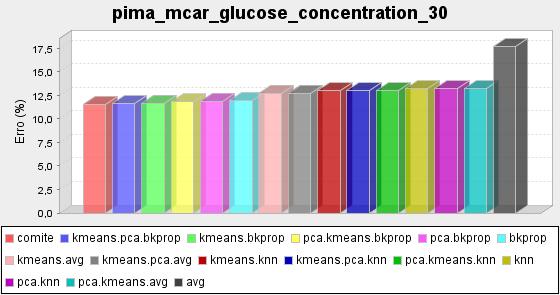 pima_mcar_glucose_concentration_30
Erro (%)
17,5
15,0
12,5
10,0
7,5
5,0
2,5
0,0
comite kmeans.pca.bkprop kmeans.bkprop pca.kmeans.bkprop pca.bkprop bkprop
kmeans.avg kmeans.pca.avg kmeans.knn kmeans.pca.knn pca.kmeans.knn knn
pca.knn pca.kmeans.avg avg